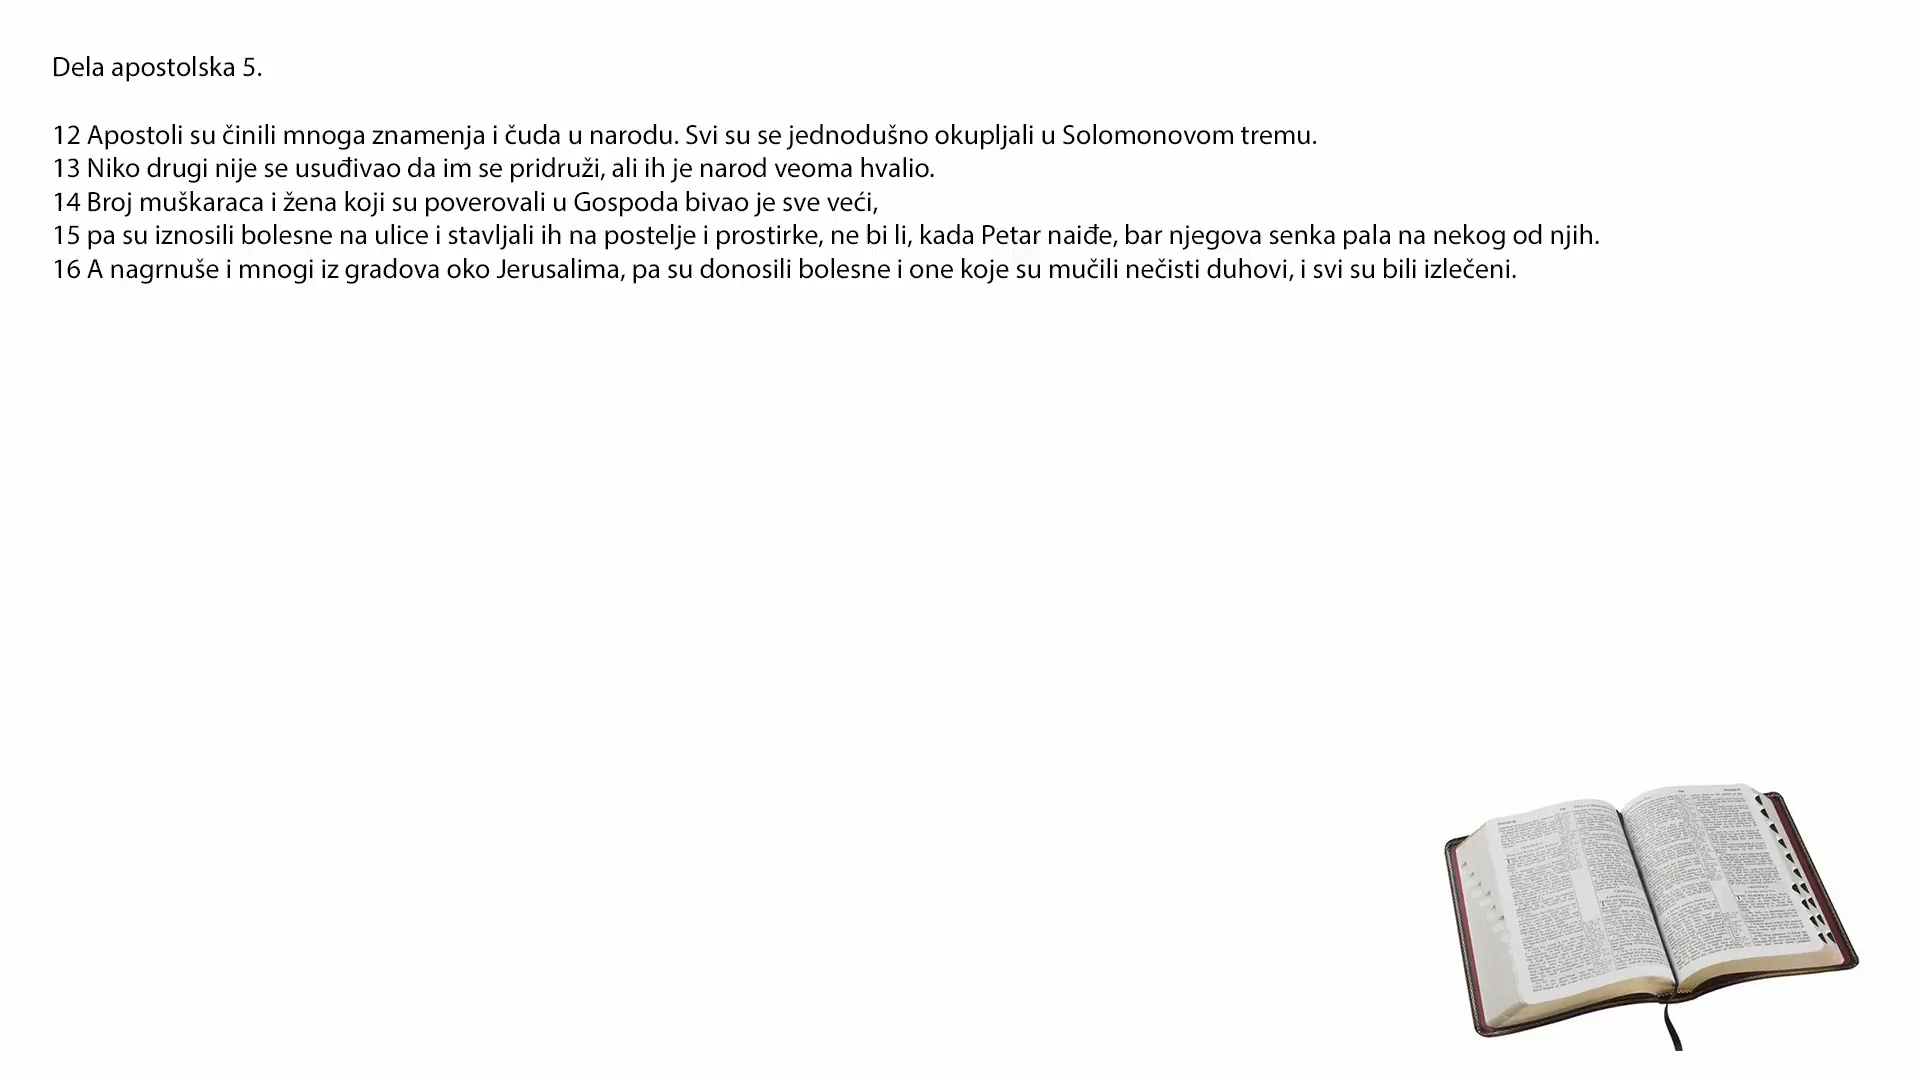 Dela apostolska 5.
12 Apostoli su činili mnoga znamenja i čuda u narodu. Svi su se jednodušno okupljali u Solomonovom tremu.
13 Niko drugi nije se usuđivao da im se pridruži, ali ih je narod veoma hvalio.
14 Broj muškaraca i žena koji su poverovali u Gospoda bivao je sve veći,
15 pa su iznosili bolesne na ulice i stavljali ih na postelje i prostirke, ne bi li, kada Petar naiđe, bar njegova senka pala na nekog od njih.
16 A nagrnuše i mnogi iz gradova oko Jerusalima, pa su donosili bolesne i one koje su mučili nečisti duhovi, i svi su bili izlečeni.